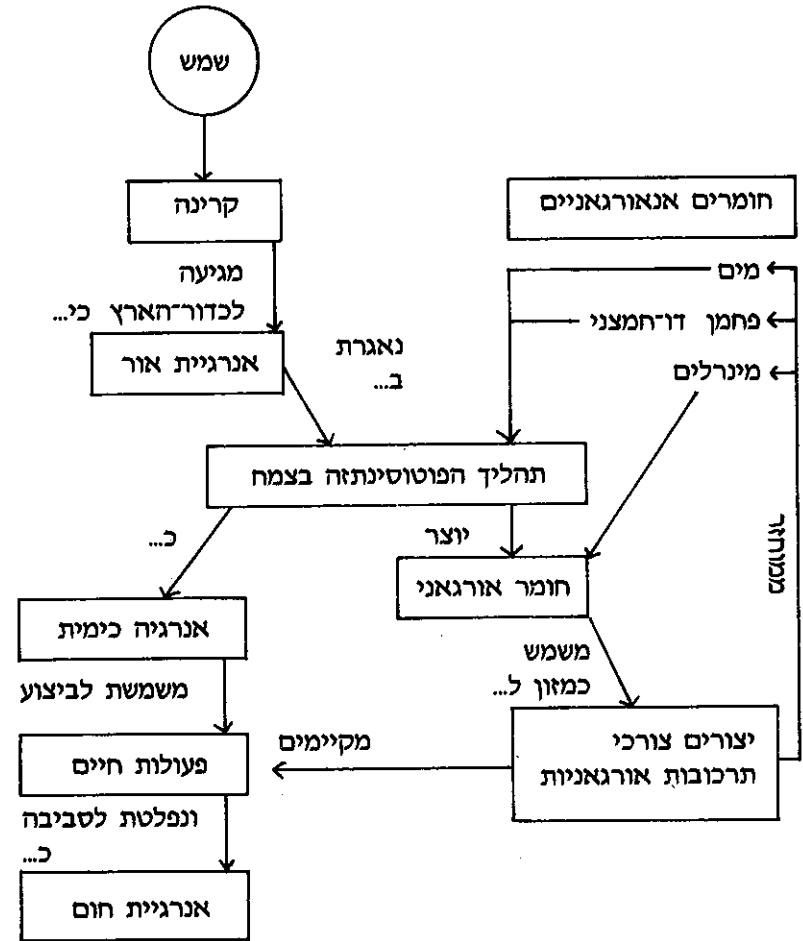 שמש
קרינה
חומרים אנאורגאניים
מגיעה
לכדור־הארץ כי...
מים
פחמן דו־חמצני
מינרלים
אנרגיית אור
נאגרת
ב...
תהליך הפוטוסינתזה בצמח
כ...
יוצר
ממוחזר
חומר אורגאני
אנרגיה כימית
משמש
כמזון ל...
משמשת לביצוע
יצורים צורכי
תרכובות אורגאניות
מקיימים
פעולות חיים
ונפלטת לסביבה
כ...
אנרגיית חום